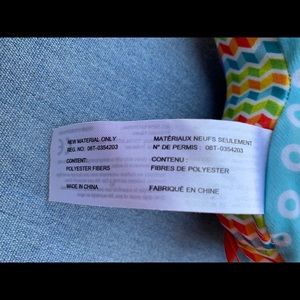 NEW MATERIAL ONLY
REG. NO: 08T-0354203
CONTENT:
POLYESTER FIBERS
MADE IN CHINA
MATÉRIAUX NEUFS SEULEMENT
N° DE PERMIS : 08T-0354203
CONTENU :
FIBRES DE POLYESTER
FABRIQUÉ EN CHINE